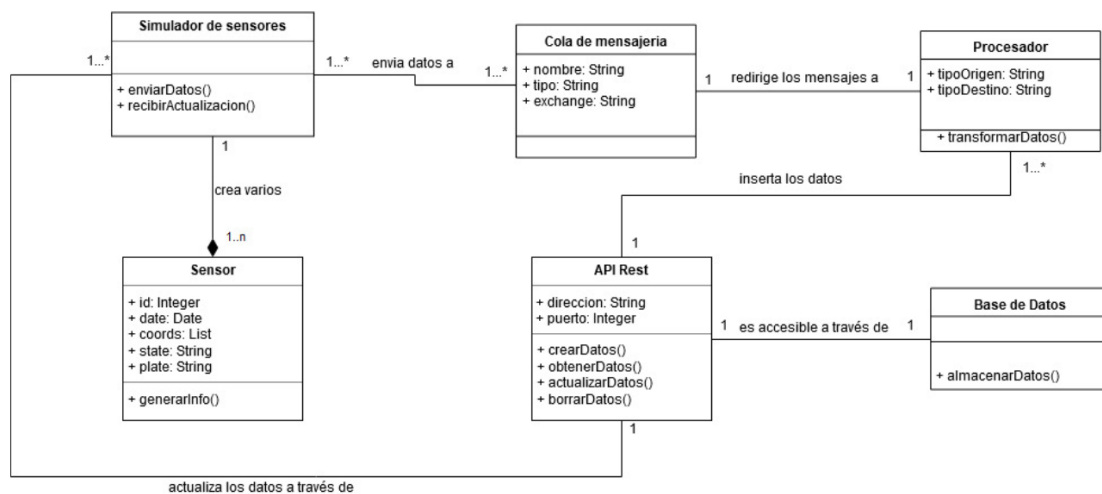 Simulador de sensores
+ enviarDatos()
+ recibirActualizacion()
1...*
1...*
envia datos a
1...*
Cola de mensajeria
+ nombre: String
+ tipo: String
+ exchange: String
1
redirige los mensajes a
1
Procesador
+ tipoOrigen: String
+ tipoDestino: String
+ transformarDatos()
1...*
inserta los datos
1
1
crea varios
1..n
Sensor
+ id: Integer
+ date: Date
+ coords: List
+ state: String
+ plate: String
+ generarInfo()
API Rest
+ direccion: String
+ puerto: Integer
+ crearDatos()
+ obtenerDatos()
+ actualizarDatos()
+ borrarDatos()
1
es accesible a través de
1
Base de Datos
+ almacenarDatos()
1
actualiza los datos a través de